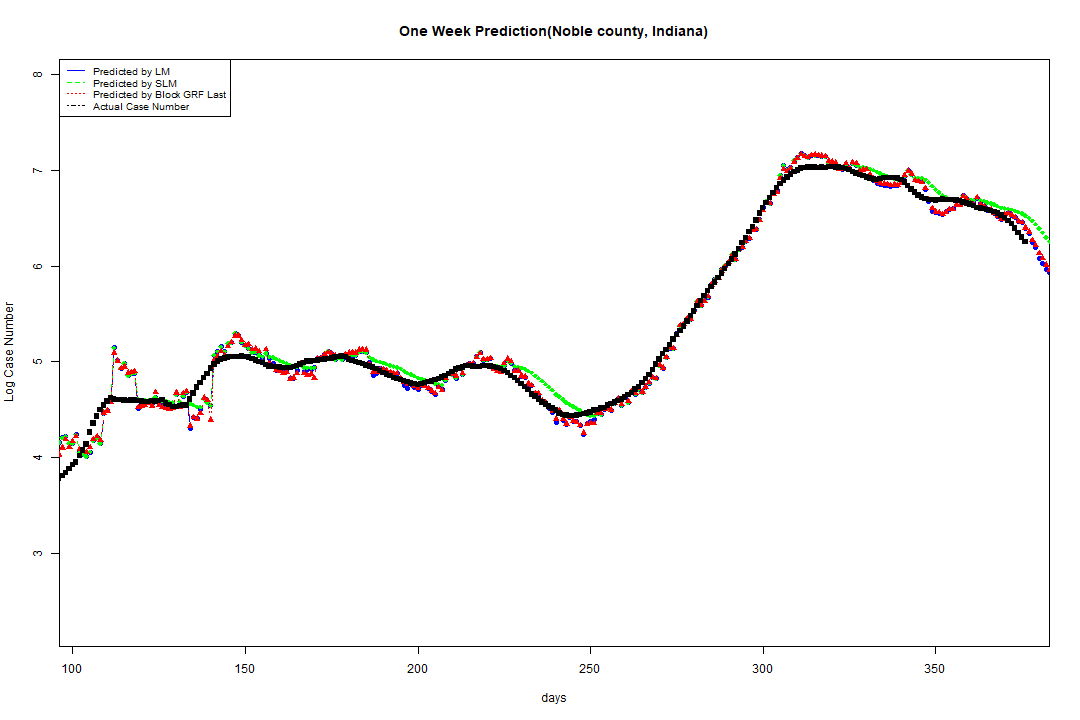 One Week Prediction(Noble county, Indiana)
Predicted by LM
Predicted by SLM
Predicted by Block GRF Last
Actual Case Number
8
7
6
5
4
3
Log Case Number
100 150 200 250 300 350
days